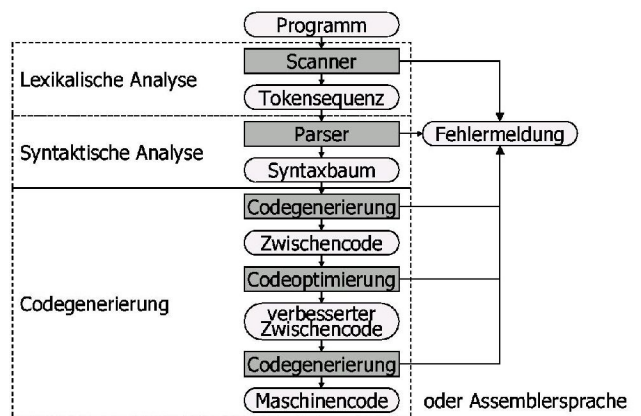 Programm
Lexikalische Analyse
Scanner
Tokensequenz
Syntaktische Analyse
Parser
Fehlermeldung
Syntaxbaum
Codegenerierung
Codegenerierung
Zwischencode
Codeoptimierung
verbesserter
Zwischencode
Codegenerierung
Maschinencode
oder Assemblersprache